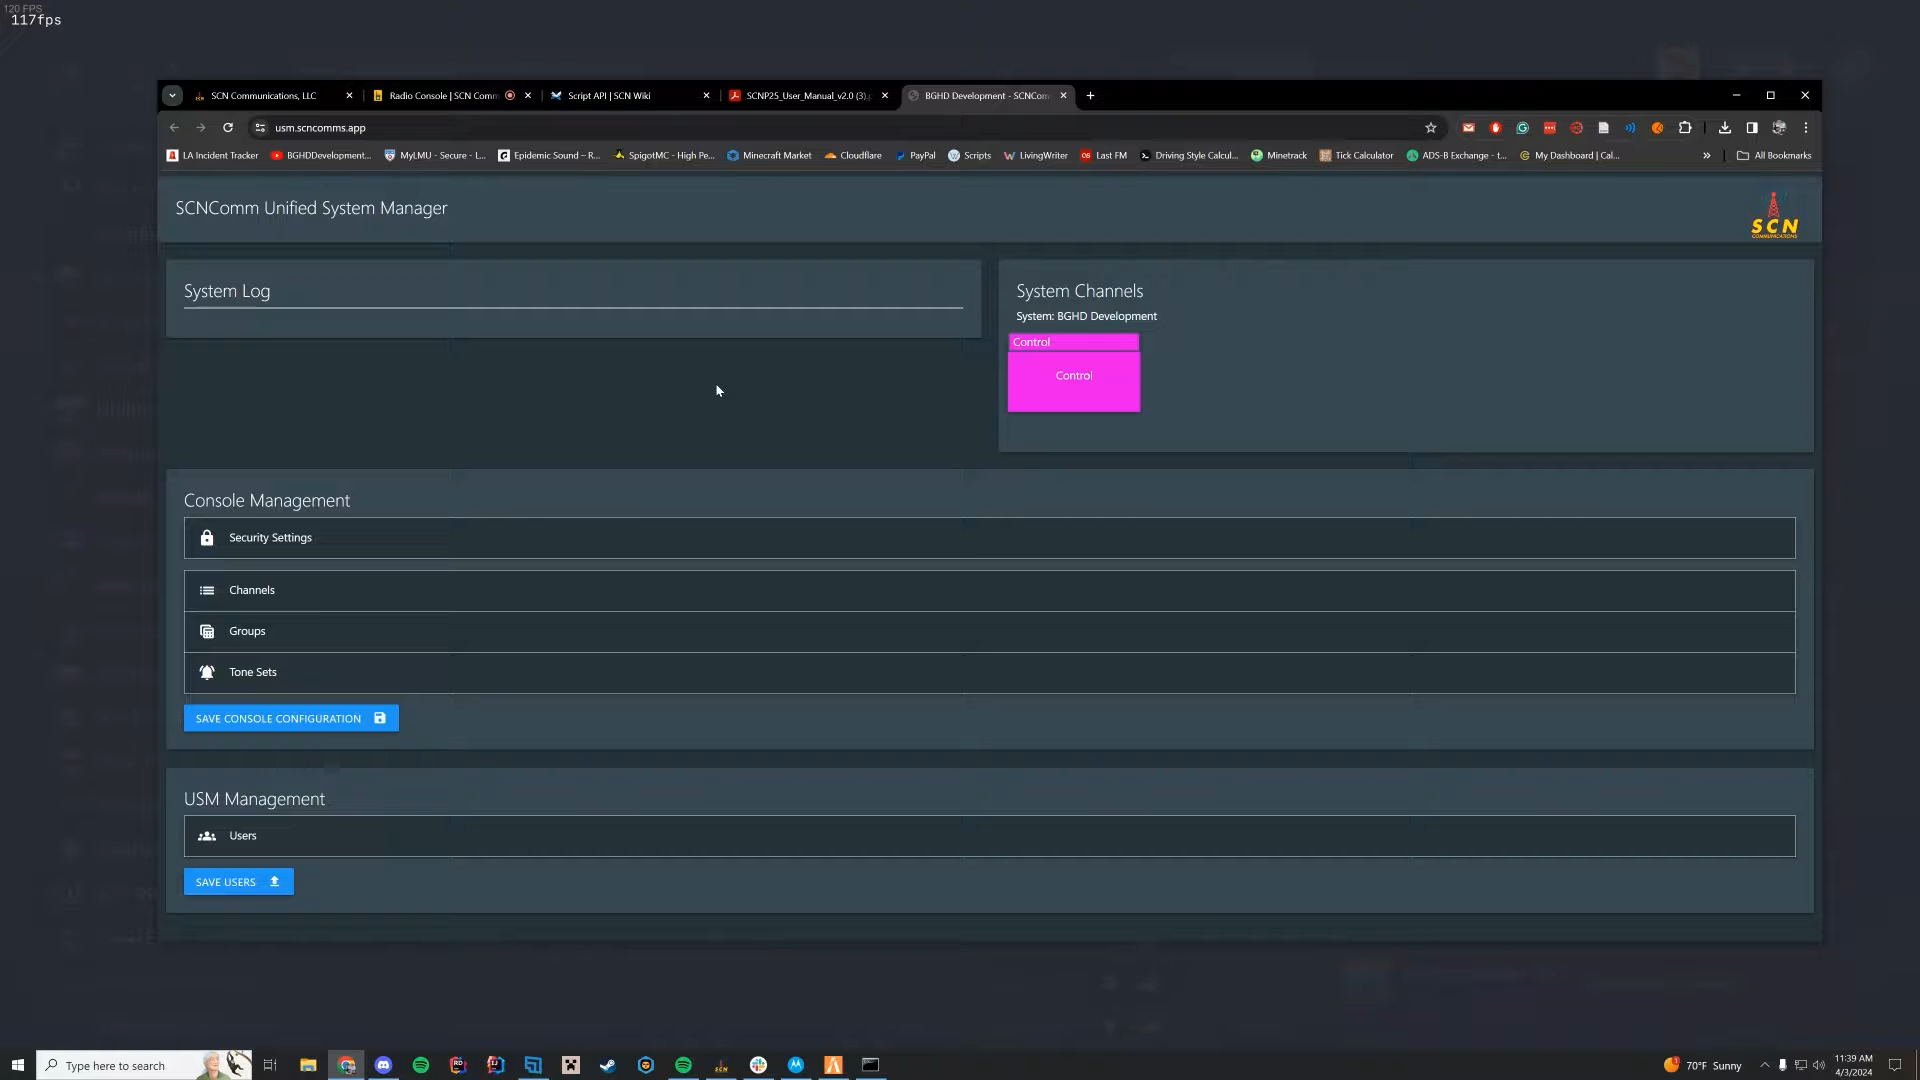 120 FPS
117fps
SCN Communications, LLC
Radio Console | SCN Comm
Script API | SCN Wiki
SCNP25_User_Manual_v2.0 (3).
BGHD Development - SCNCom
usm.scncomms.app
LA Incident Tracker
BGHDDevelopment...
MyLMU - Secure - L...
Epidemic Sound – R...
SpigotMC - High Pe...
Minecraft Market
Cloudflare
PayPal
Scripts
LivingWriter
Last FM
Driving Style Calcul...
Minetrack
Tick Calculator
ADS-B Exchange - t...
My Dashboard | Cal...
»
All Bookmarks
SCNComm Unified System Manager
SCN
COMMUNICATIONS
System Log
System Channels
System: BGHD Development
Control
Control
Console Management
Security Settings
Channels
Groups
Tone Sets
SAVE CONSOLE CONFIGURATION
USM Management
Users
SAVE USERS
Type here to search
70°F Sunny
11:39 AM
4/3/2024